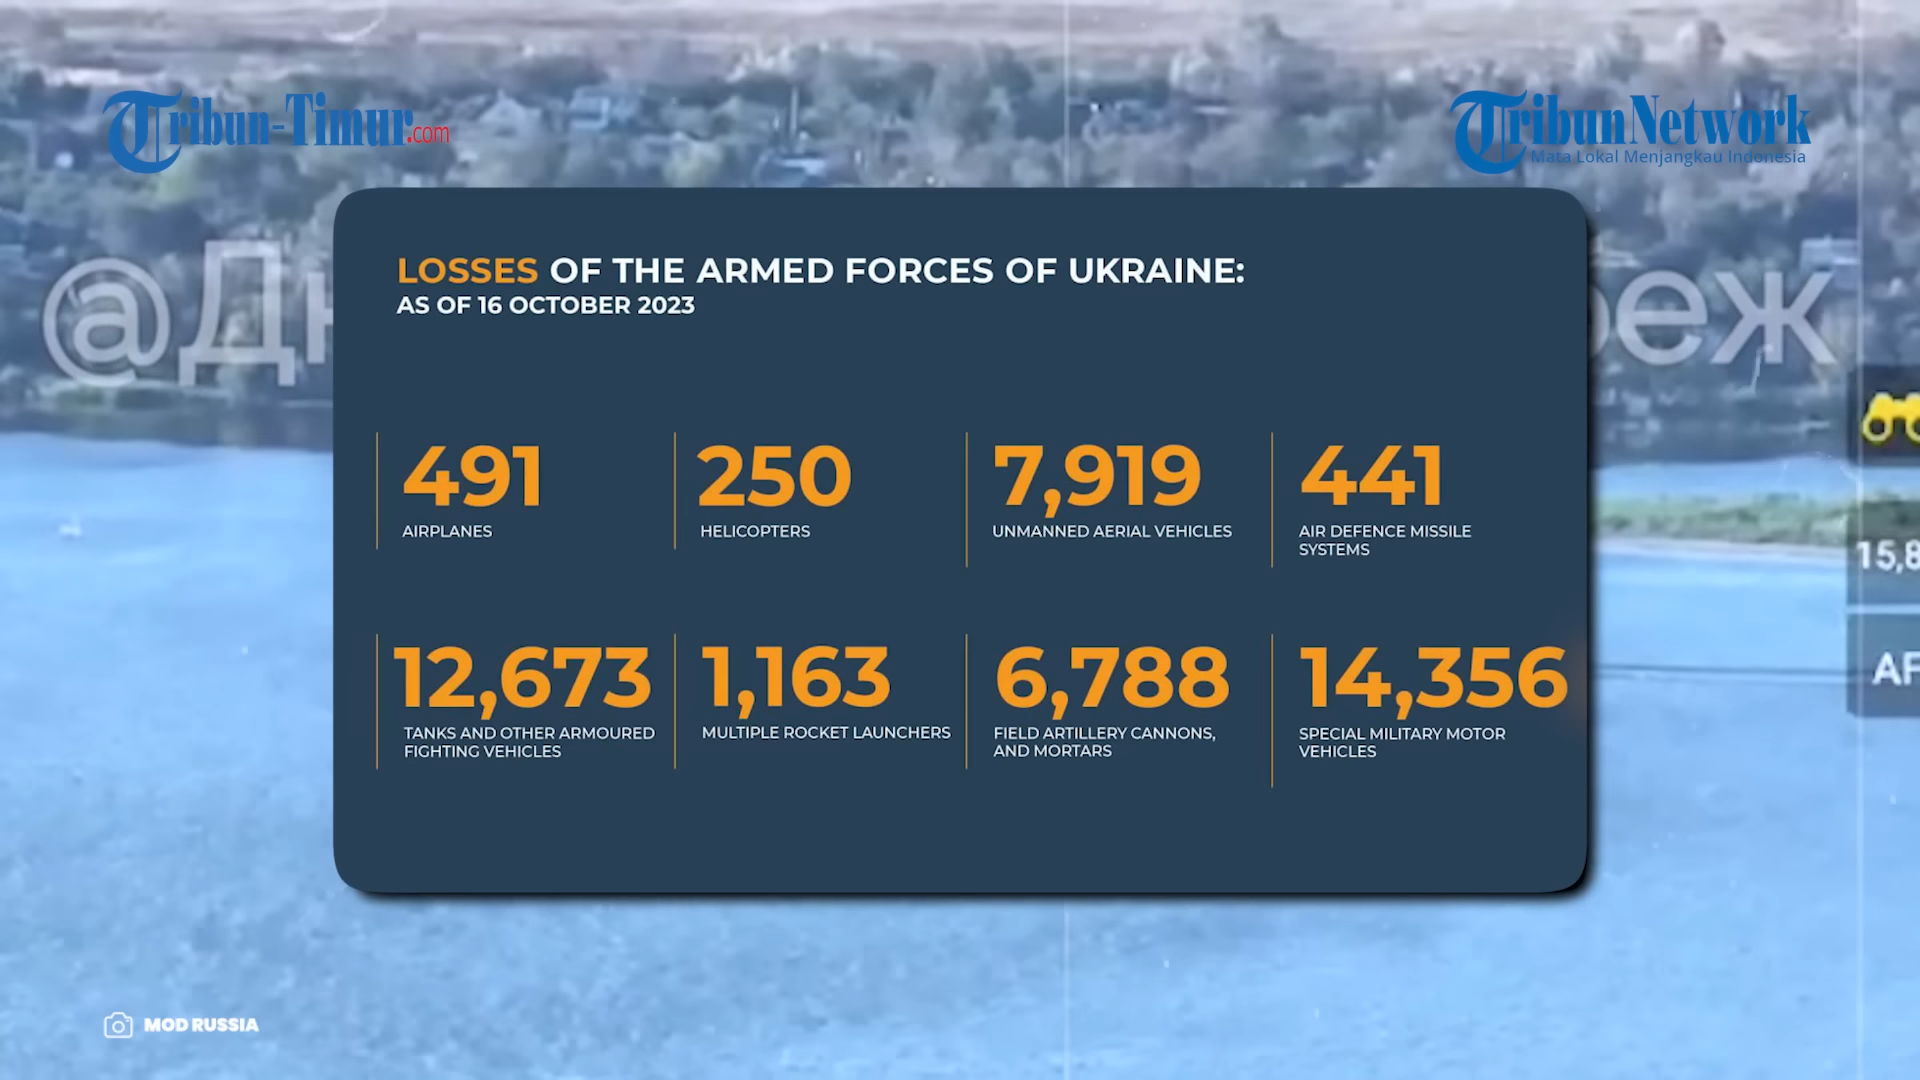 Tribun-Timur.com
TribunNetwork
Mata Lokal Menjangkau Indonesia
LOSSES OF THE ARMED FORCES OF UKRAINE:
AS OF 16 OCTOBER 2023
491
AIRPLANES
250
HELICOPTERS
7,919
UNMANNED AERIAL VEHICLES
441
AIR DEFENCE MISSILE
SYSTEMS
12,673
TANKS AND OTHER ARMOURED
FIGHTING VEHICLES
1,163
MULTIPLE ROCKET LAUNCHERS
6,788
FIELD ARTILLERY CANNONS,
AND MORTARS
14,356
SPECIAL MILITARY MOTOR
VEHICLES
15,8
AF
MOD RUSSIA